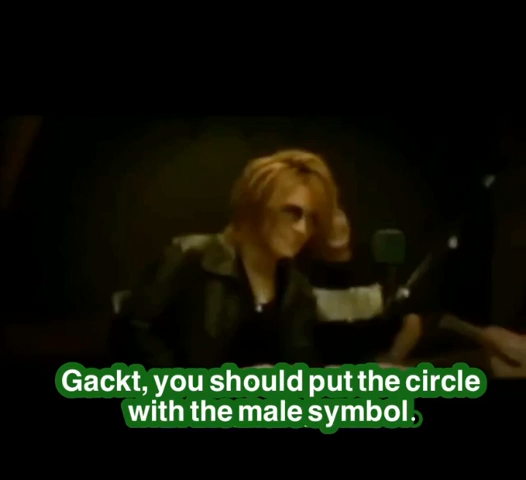 Gackt, you should put the circle
with the male symbol.